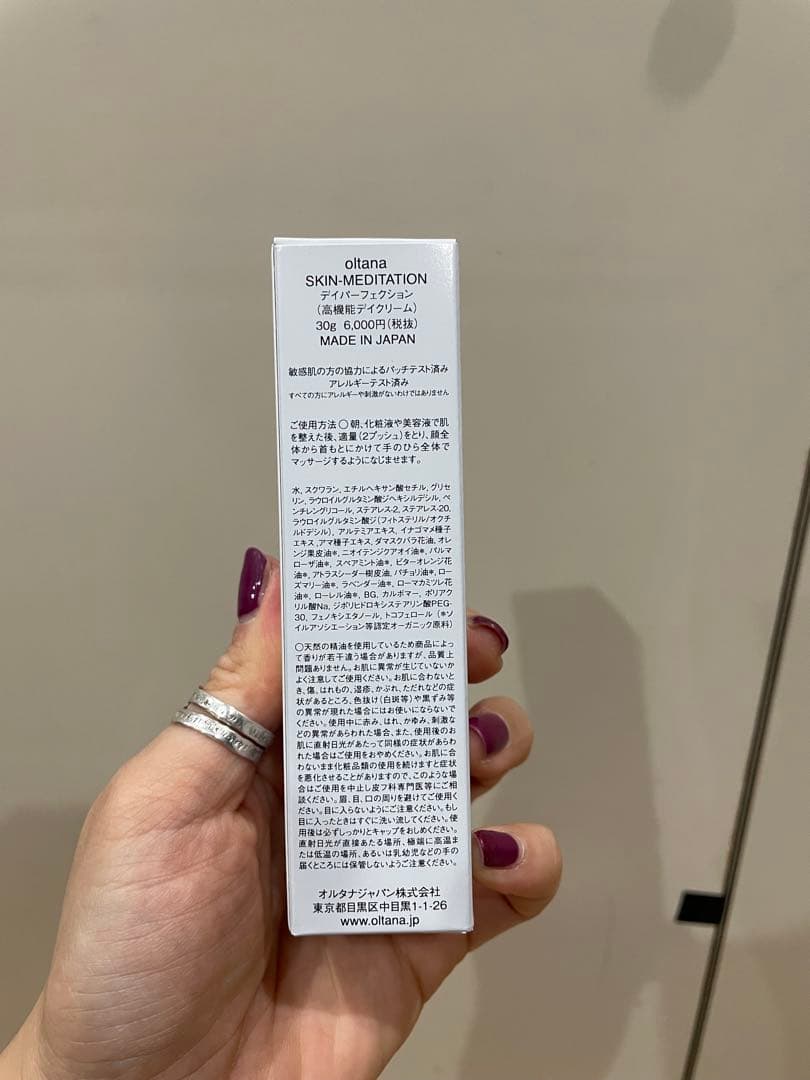 oltana
SKIN-MEDITATION
デイパーフェクション
（高機能デイクリーム）
30g 6,000円(税抜)
MADE IN JAPAN
敏感肌の方の協力によるパッチテスト済み
アレルギーテスト済み
すべての方にアレルギーや刺激がないわけではありません
ご使用方法〇朝、化粧液や美容液で肌
を整えた後、適量(2プッシュ)をとり、顔全
体から首もとにかけて手のひら全体で
マッサージするようになじませます。
水, スクワラン, エチルヘキサン酸セチル, グリセ
リン, ラウロイルグルタミン酸ジヘキシルデシル, ペ
ンチレングリコール, ステアレス-2, ステアレス-20,
ラウロイルグルタミン酸ジ(フィトステリル/オクチ
ルドデシル), アルテミアエキス, イナゴマメ種子
エキス, アマ種子エキス, ダマスクバラ花油, オレ
ンジ果皮油＊, ニオイテンジクアオイ油＊, パルマ
ローザ油＊, スペアミント油＊, ビターオレンジ花
油＊, アトラスシーダー樹皮油, パチョリ油＊, ロー
ズマリー油＊, ラベンダー油＊, ローマカミツレ花
油＊, ローレル油＊, BG, カルボマー, ポリアク
リル酸Na, ジポリヒドロキシステアリン酸PEG-
30, フェノキシエタノール, トコフェロール （＊ソ
イルアソシエーション等認定オーガニック原料）
〇天然の精油を使用しているため商品によっ
て香りが若干違う場合がありますが、品質上
問題ありません。お肌に異常が生じていないか
よく注意してご使用ください。お肌に合わないと
き、傷、はれもの、湿疹、かぶれ、ただれなどの症
状があるところ、色抜け(白斑等)や黒ずみ等
の異常が現れた場合にはお使いにならないで
ください。使用中に赤み、はれ、かゆみ、刺激な
どの異常があらわれた場合、また、使用後のお
肌に直射日光があたって同様の症状があらわ
れた場合はご使用をおやめください。お肌に合
わないまま化粧品類の使用を続けますと症状
を悪化させることがありますので、このような場
合はご使用を中止し皮フ科専門医等にご相
談ください。眉、目、口の周りを避けてご使用く
ださい。目に入らないようにご注意ください。もし
目に入ったときはすぐに洗い流してください。使
用後は必ずしっかりとキャップをおしめください。
直射日光が直接あたる場所、極端に高温ま
たは低温の場所、あるいは乳幼児などの手の
届くところには保管しないようご注意ください。
オルタナジャパン株式会社
東京都目黒区中目黒1-1-26
www.oltana.jp